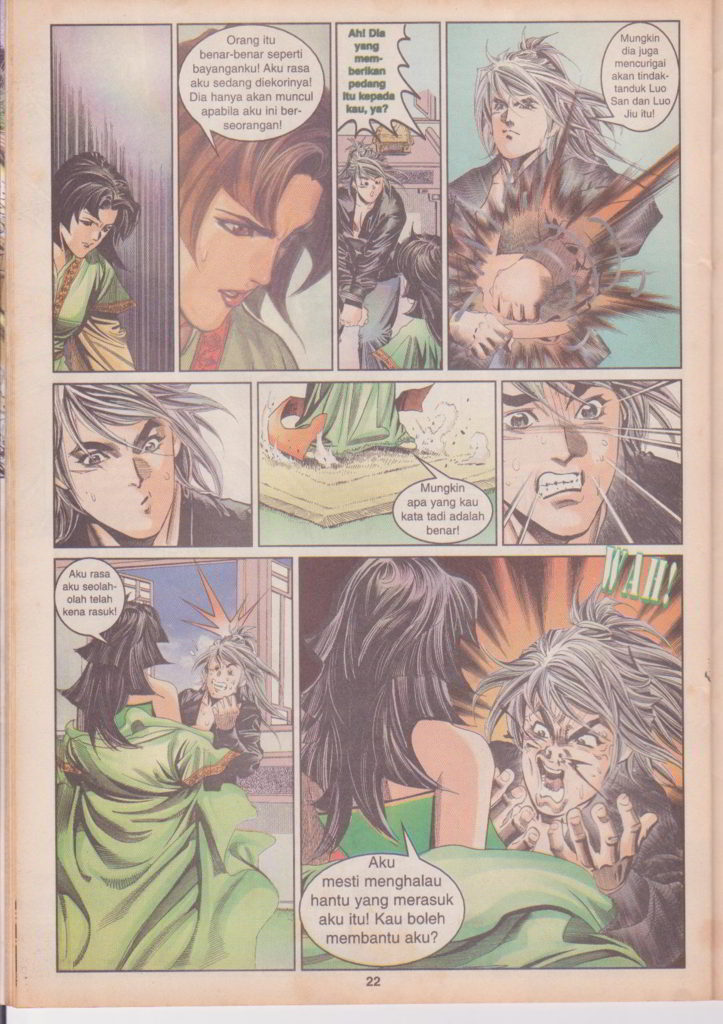 Orang itu
benar-benar seperti
bayanganku! Aku rasa
aku sedang diekorinya!
Dia hanya akan muncul
apabila aku ini ber-
seorangan!
Ah! Dia
yang
mem-
berikan
pedang
itu kepada
kau, ya?
Mungkin
dia juga
mencurigai
akan tindak-
tanduk Luo
San dan Luo
Jiu itu!
Mungkin
apa yang kau
kata tadi adalah
benar!
Aku rasa
aku seolah-
olah telah
kena rasuk!
WAH!
Aku
mesti menghalau
hantu yang merasuk
aku itu! Kau boleh
membantu aku?
22